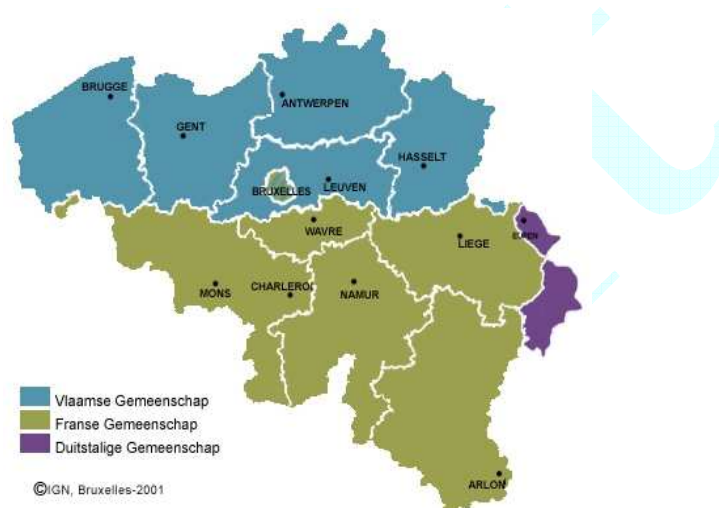 BRUGGE
ANTWERPEN
GENT
HASSELT
BRUXELLES
LEUVEN
WAVRE
LIEGE
EUPEN
MONS
CHARLEROI
NAMUR
Vlaamse Gemeenschap
Franse Gemeenschap
Duitstalige Gemeenschap
ARLON
©IGN, Bruxelles-2001